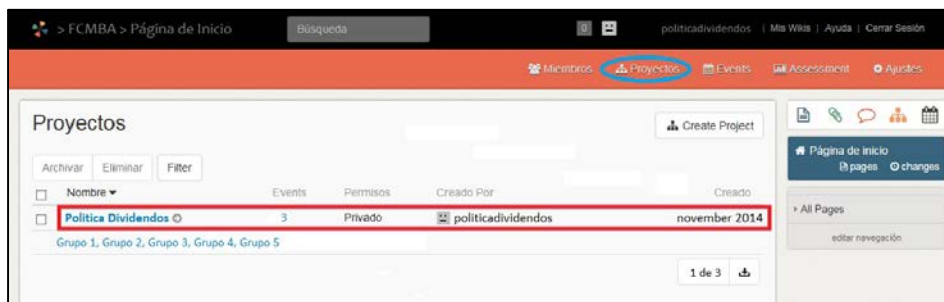 > FCMBA > Página de Inicio Búsqueda 0 politicadividendos | Mis Wikis | Ayuda | Cerrar Sesión
Miembros Proyectos Events Assessment Ajustes
Proyectos Create Project
Página de inicio
pages changes
Archivar Eliminar Filter
Nombre Events Permisos Creado Por Creado
Politica Dividendos 3 Privado politicadividendos november 2014
All Pages
Grupo 1, Grupo 2, Grupo 3, Grupo 4, Grupo 5
editar navegación
1 de 3